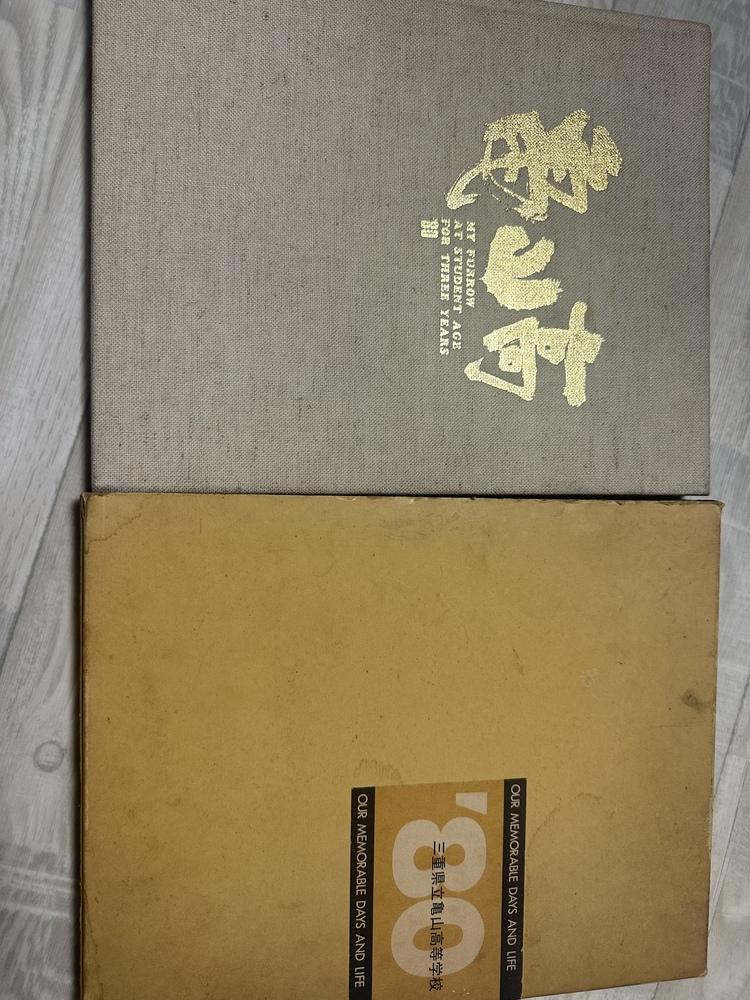 MY FURROW
AT STUDENT AGE
FOR THREE YEARS
'80
OUR MEMORABLE DAYS AND LIFE
'80
三重県立亀山高等学校
OUR MEMORABLE DAYS AND LIFE